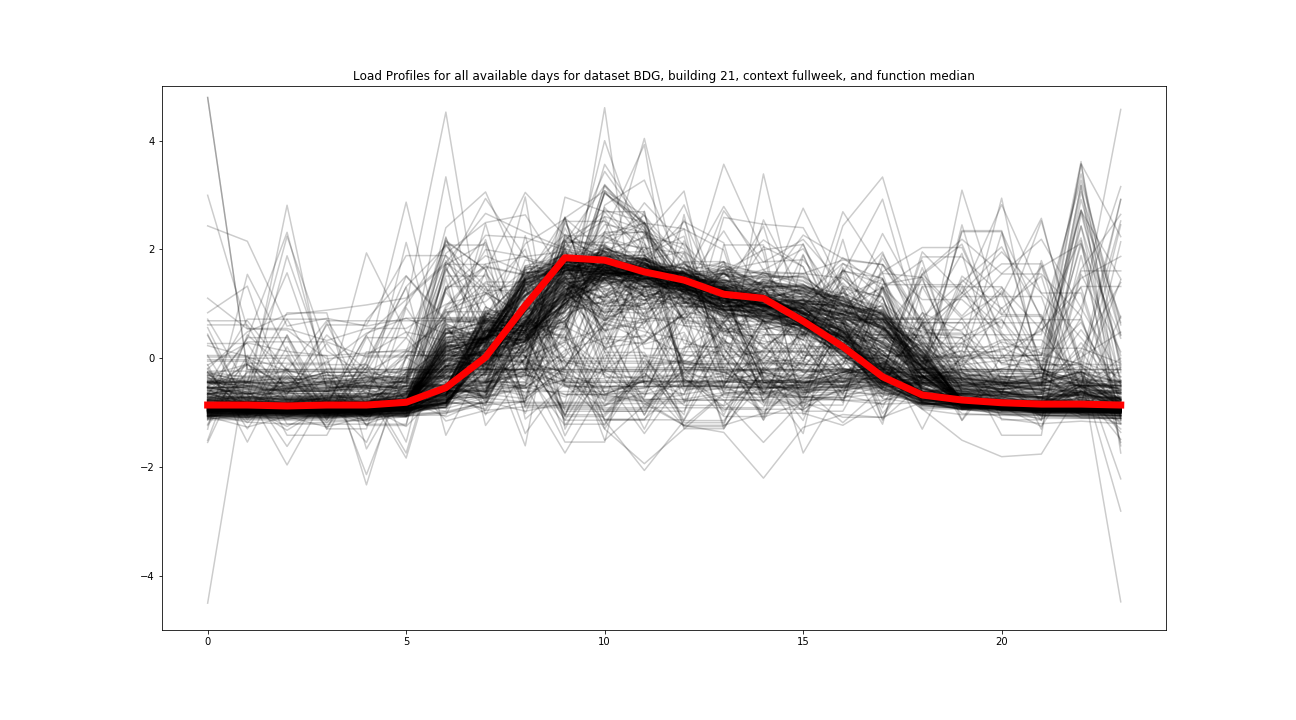 Load Profiles for all available days for dataset BDG, building 21, context fullweek, and function median
4
2
0
−2
−4
0 5 10 15 20